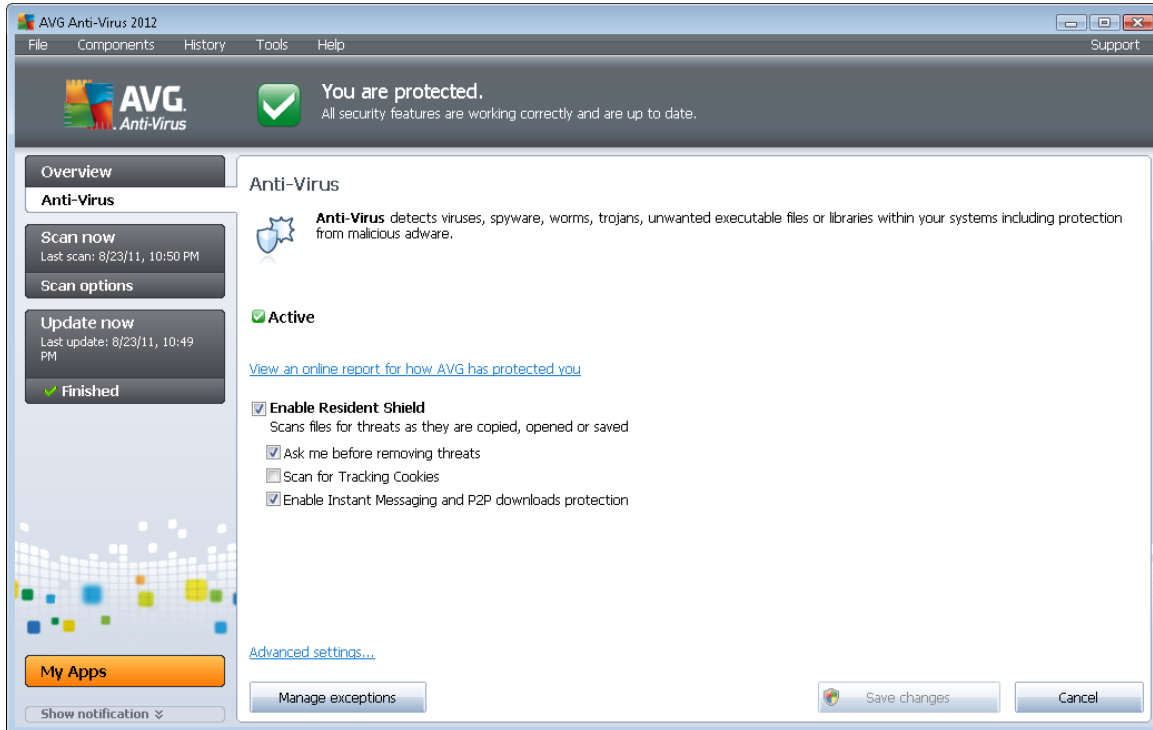 AVG Anti-Virus 2012
File Components History Tools Help Support
AVG.
Anti-Virus
You are protected.
All security features are working correctly and are up to date.
Overview
Anti-Virus
Scan now
Last scan: 8/23/11, 10:50 PM
Scan options
Update now
Last update: 8/23/11, 10:49
PM
Finished
My Apps
Show notification
Anti-Virus
Anti-Virus detects viruses, spyware, worms, trojans, unwanted executable files or libraries within your systems including protection
from malicious adware.
Active
View an online report for how AVG has protected you
Enable Resident Shield
Scans files for threats as they are copied, opened or saved
Ask me before removing threats
Scan for Tracking Cookies
Enable Instant Messaging and P2P downloads protection
Advanced settings...
Manage exceptions
Save changes
Cancel